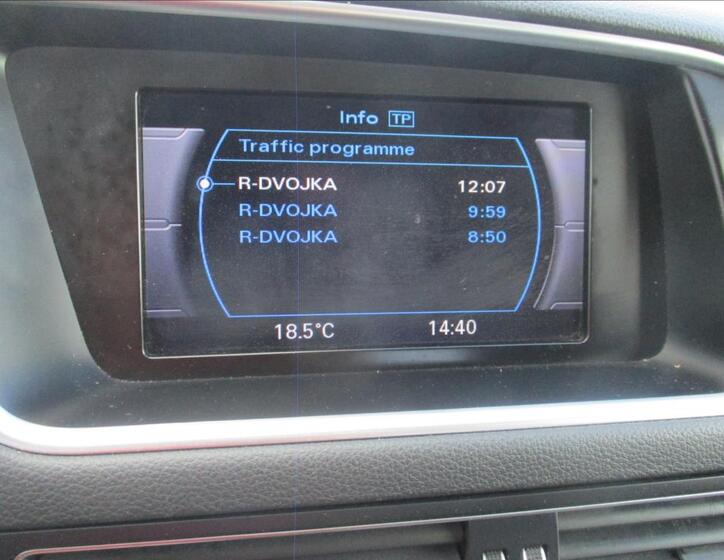 Info TP
Traffic programme
R-DVOJKA 12:07
R-DVOJKA 9:59
R-DVOJKA 8:50
18.5°C 14:40